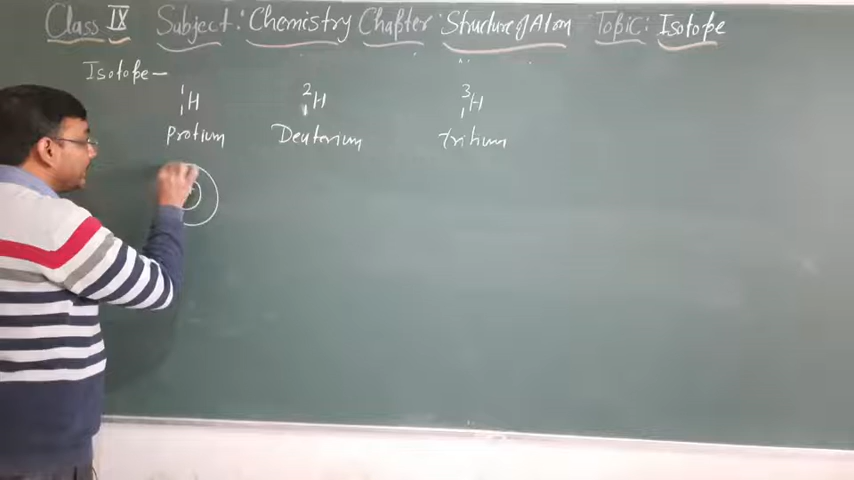 Class IX Subject: Chemistry Chapter: Structure of Atom Topic: Isotope
Isotope—
¹₁H ²₁H ³₁H
Protium Deuterium Tritium